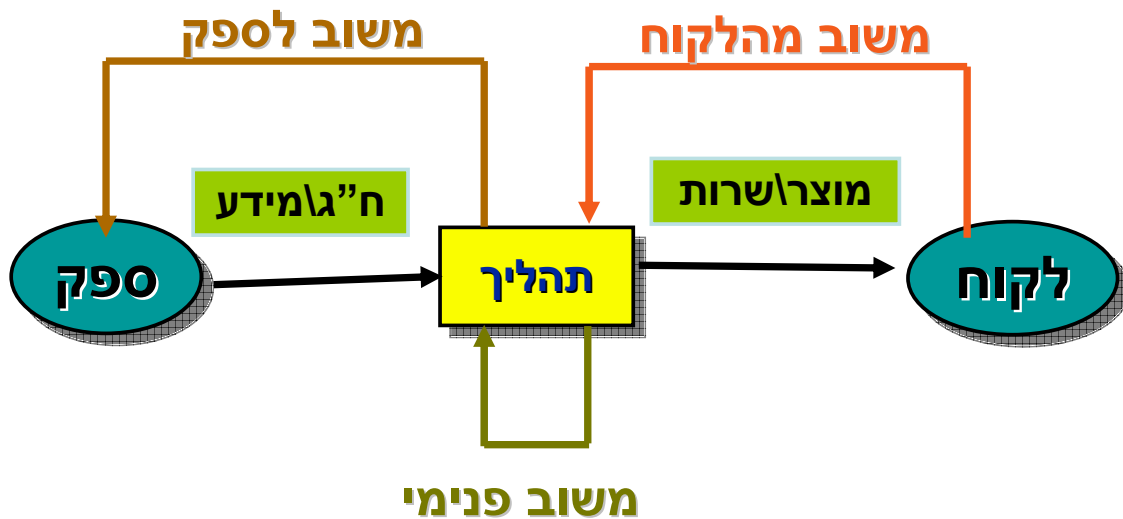 משוב מהלקוח
משוב לספק
מוצר\שרות
ח”ג\מידע
לקוח
תהליך
ספק
משוב פנימי